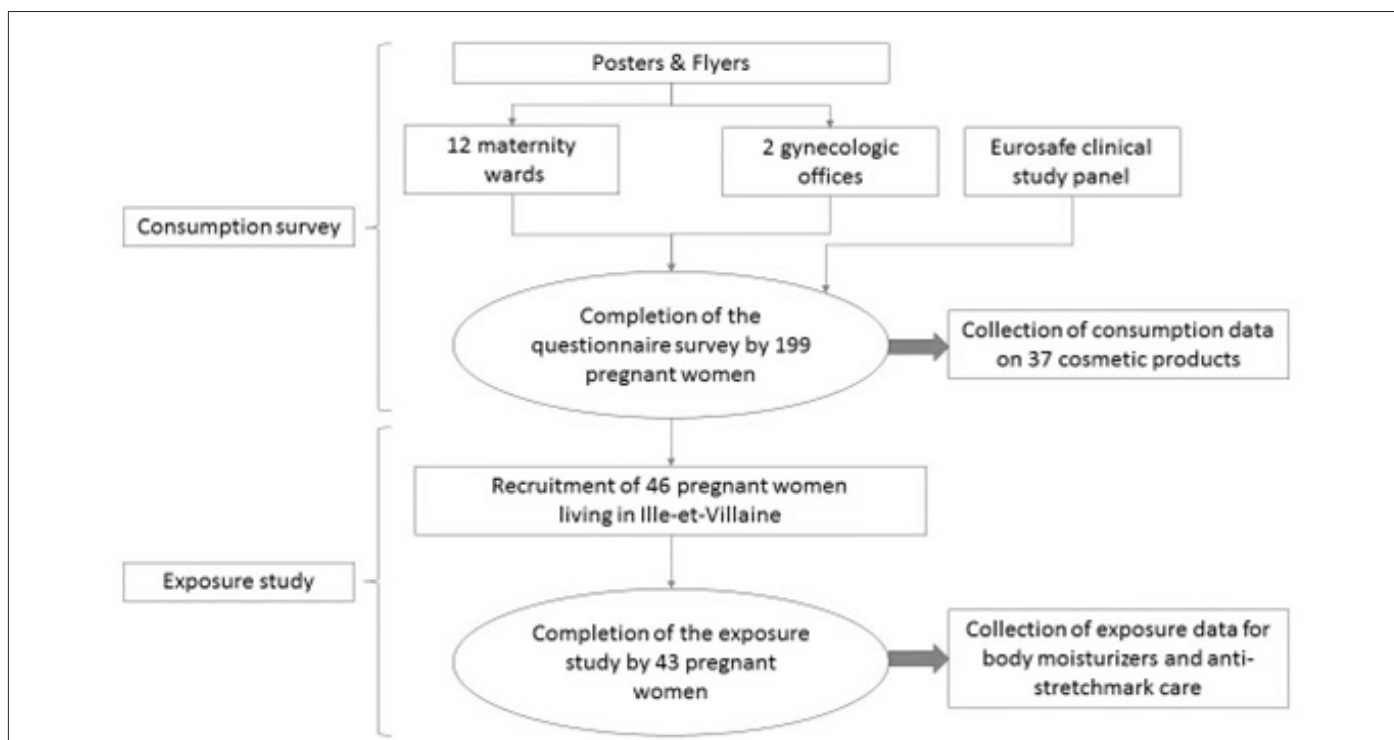 Posters & Flyers
12 maternity
wards
2 gynecologic
offices
Eurosafe clinical
study panel
Consumption survey
Completion of the
questionnaire survey by 199
pregnant women
Collection of consumption data
on 37 cosmetic products
Recruitment of 46 pregnant women
living in Ille-et-Villaine
Exposure study
Completion of the exposure
study by 43 pregnant
women
Collection of exposure data for
body moisturizers and anti-
stretchmark care